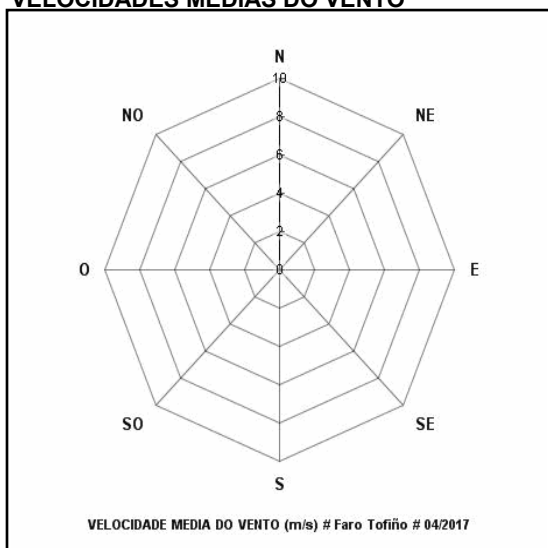 VELOCIDADES MEDIAS DO VENTO
N
10
NO
NE
8
6
4
2
O
0
E
SO
SE
S
VELOCIDADE MEDIA DO VENTO (m/s) # Faro Tofiño # 04/2017